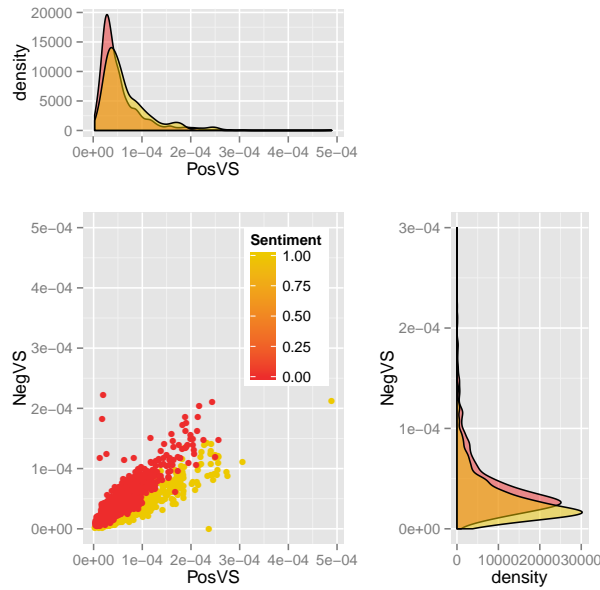 20000
15000
10000
5000
0
density
0e+00 1e−04 2e−04 3e−04 4e−04 5e−04
PosVS
5e−04
4e−04
3e−04
2e−04
1e−04
0e+00
NegVS
Sentiment
1.00
0.75
0.50
0.25
0.00
0e+00 1e−04 2e−04 3e−04 4e−04 5e−04
PosVS
3e−04
2e−04
1e−04
0e+00
NegVS
0 10000 20000 30000
density